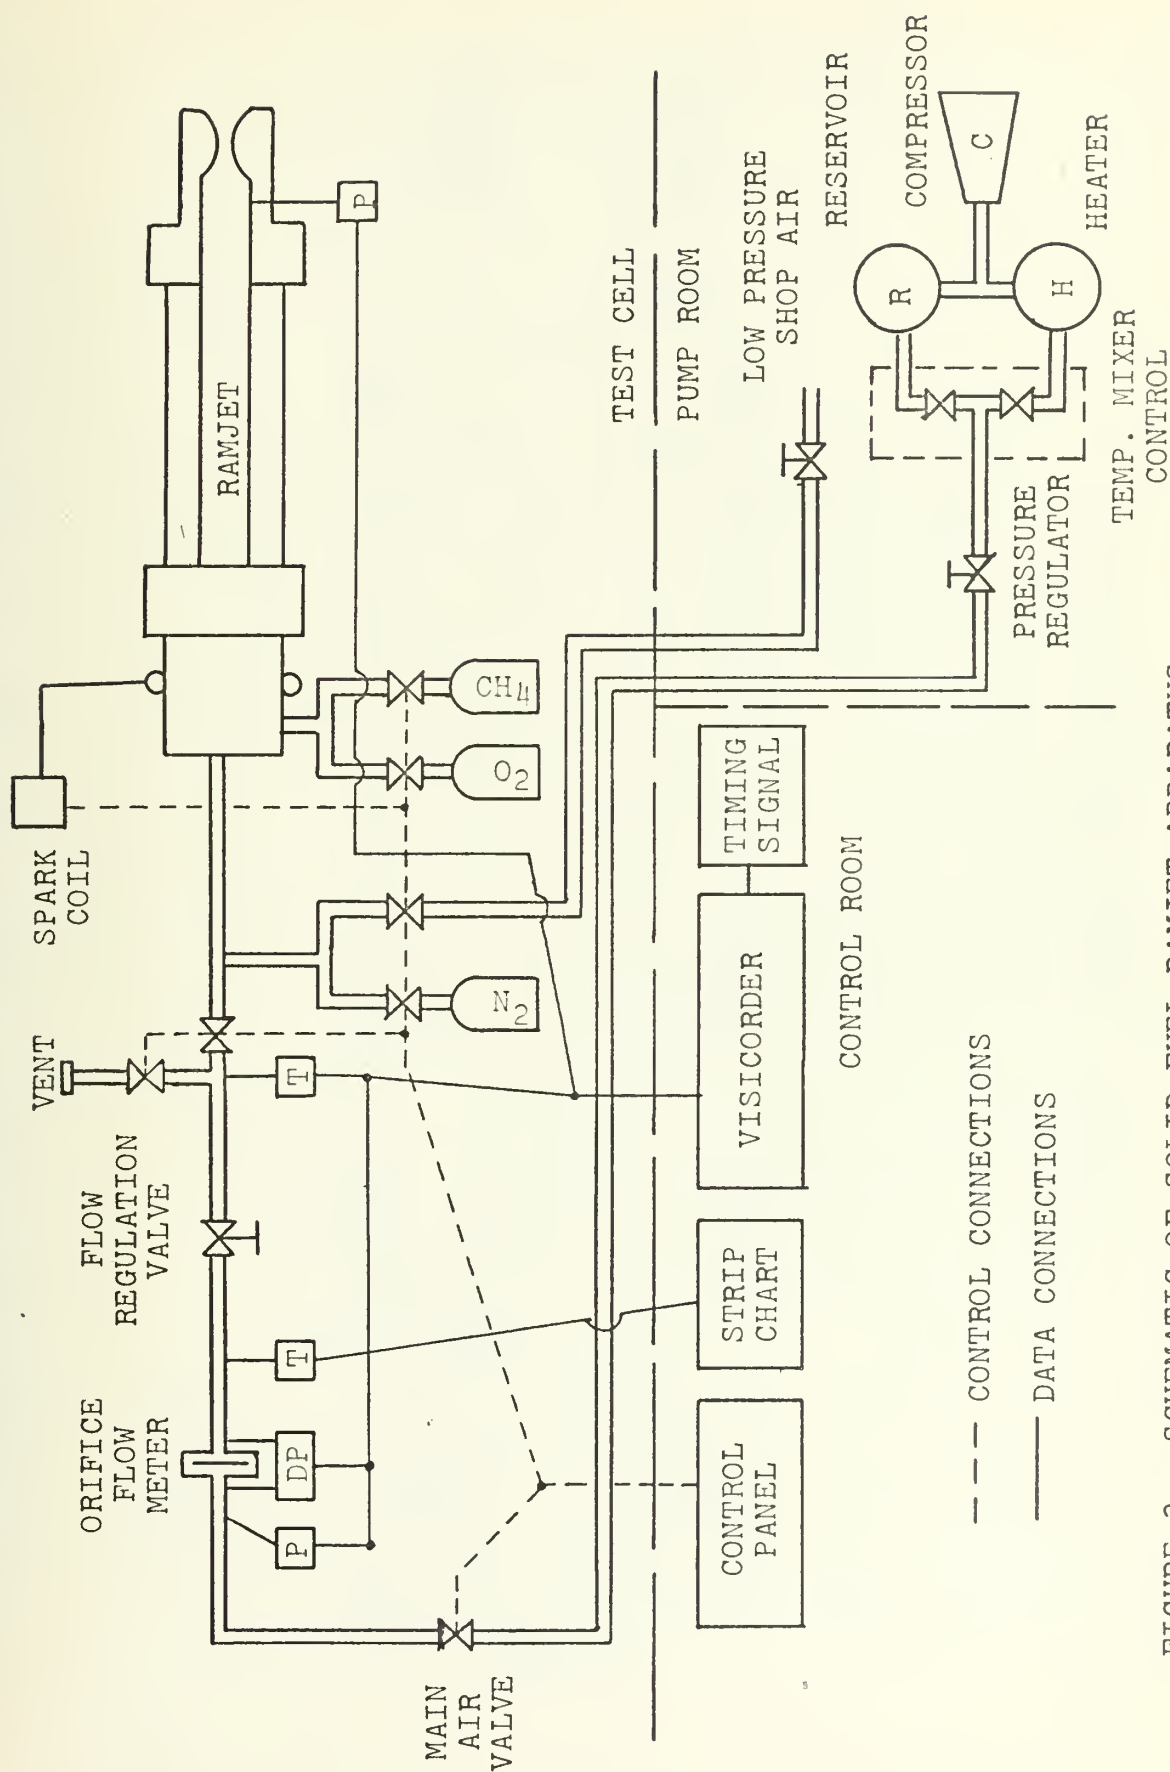 SPARK
COIL
VENT
FLOW
REGULATION
VALVE
ORIFICE
FLOW
METER
RAMJET
P
T
T
DP
P
CH4
O2
N2
MAIN
AIR
VALVE
TEST CELL
PUMP ROOM
LOW PRESSURE
SHOP AIR
RESERVOIR
COMPRESSOR
R
C
H
HEATER
TEMP. MIXER
CONTROL
PRESSURE
REGULATOR
CONTROL
PANEL
STRIP
CHART
VISICORDER
TIMING
SIGNAL
CONTROL ROOM
CONTROL CONNECTIONS
DATA CONNECTIONS